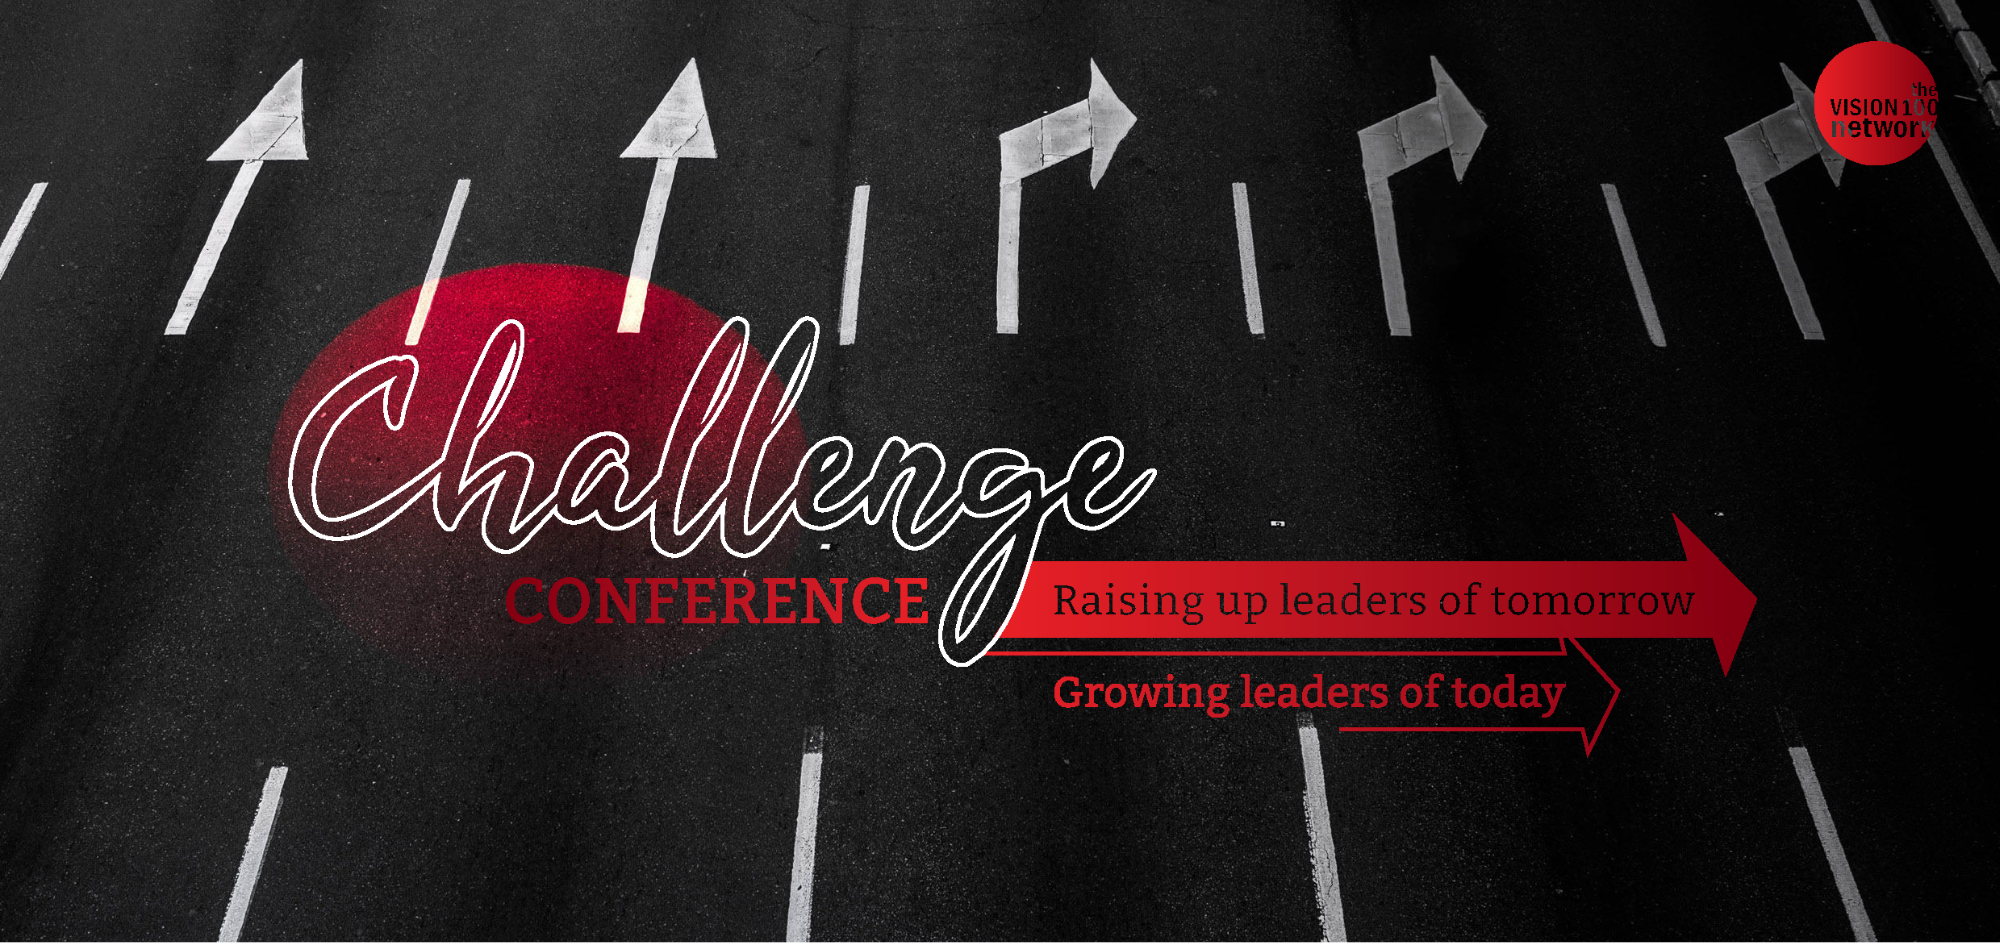 the
VISION 100
network
Challenge
CONFERENCE
Raising up leaders of tomorrow
Growing leaders of today